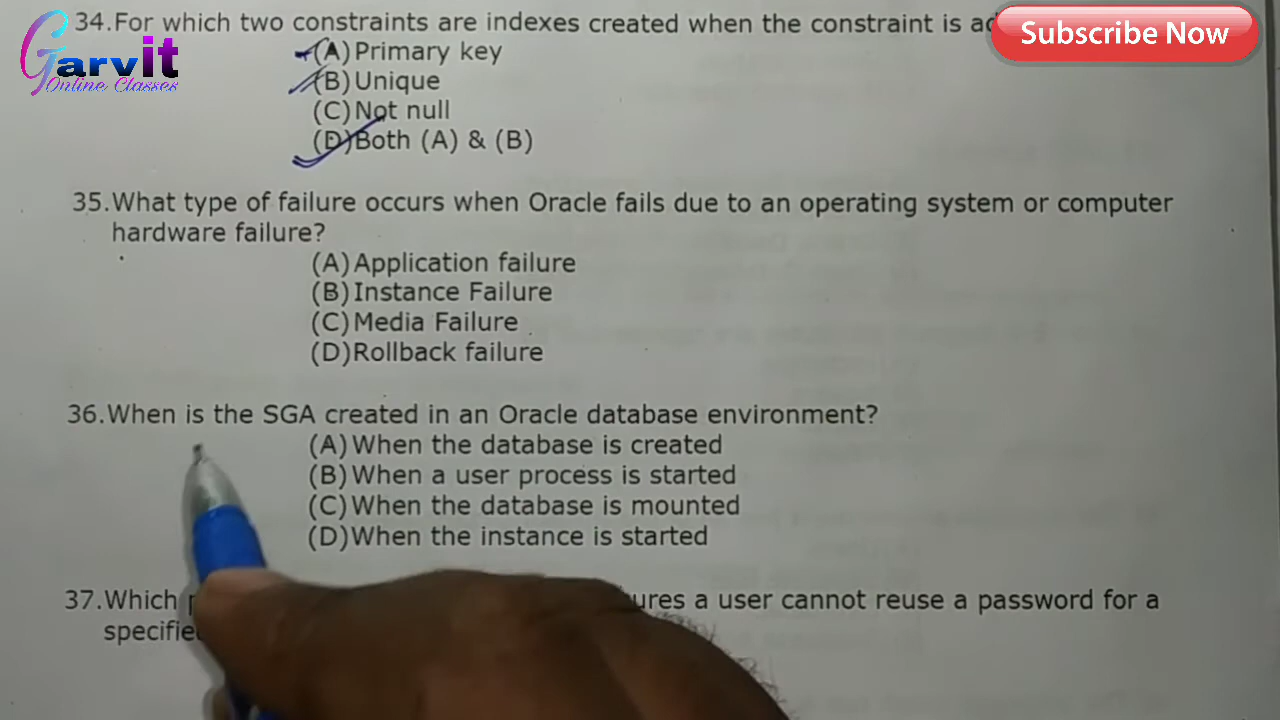 34.For which two constraints are indexes created when the constraint is
Subscribe Now
Garvit
Online Classes
(A)Primary key
(B)Unique
(C)Not null
(D)Both (A) & (B)
35.What type of failure occurs when Oracle fails due to an operating system or computer
hardware failure?
(A)Application failure
(B)Instance Failure
(C)Media Failure
(D)Rollback failure
36.When is the SGA created in an Oracle database environment?
(A)When the database is created
(B)When a user process is started
(C)When the database is mounted
(D)When the instance is started
37.Which a user cannot reuse a password for a